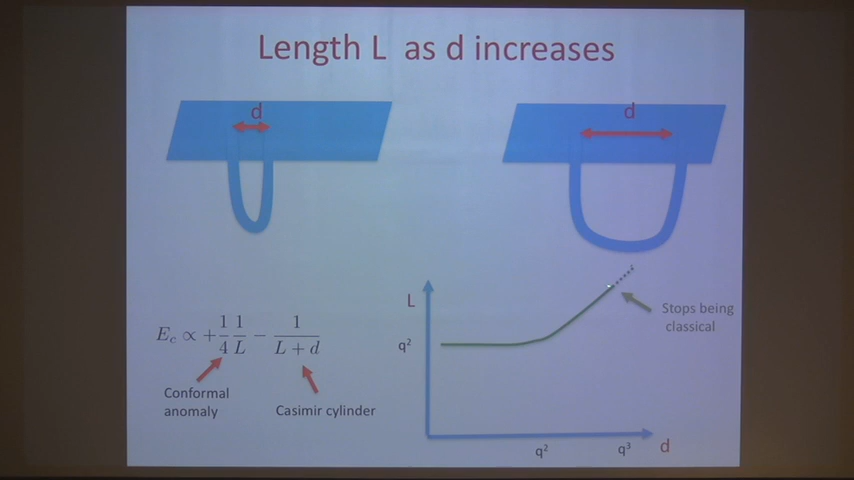 Length L as d increases
d
d
L
Stops being
classical
E_c ∝ + 1/4 1/L − 1/(L + d)
q²
Conformal
anomaly
Casimir cylinder
q²
q³
d